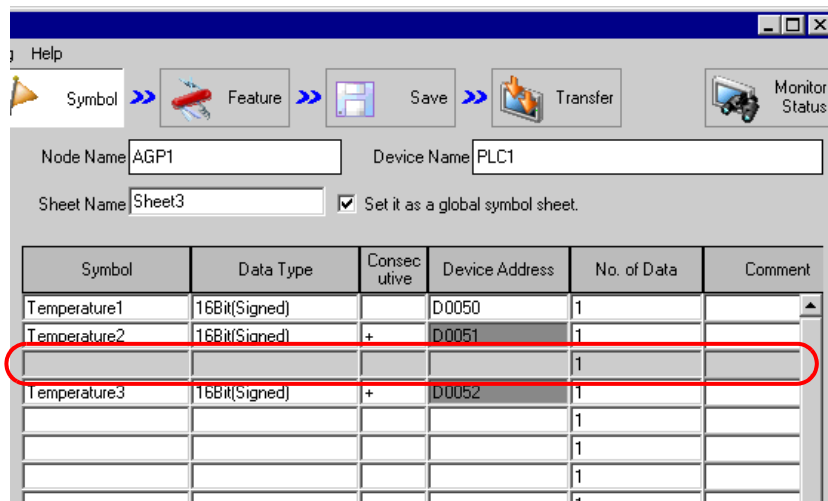 Help
Symbol Feature Save Transfer Monitor Status
Node Name AGP1 Device Name PLC1
Sheet Name Sheet3 Set it as a global symbol sheet.
Symbol Data Type Consec utive Device Address No. of Data Comment
Temperature1 16Bit(Signed) D0050 1
Temperature2 16Bit(Signed) + D0051 1
1
Temperature3 16Bit(Signed) + D0052 1
1
1
1